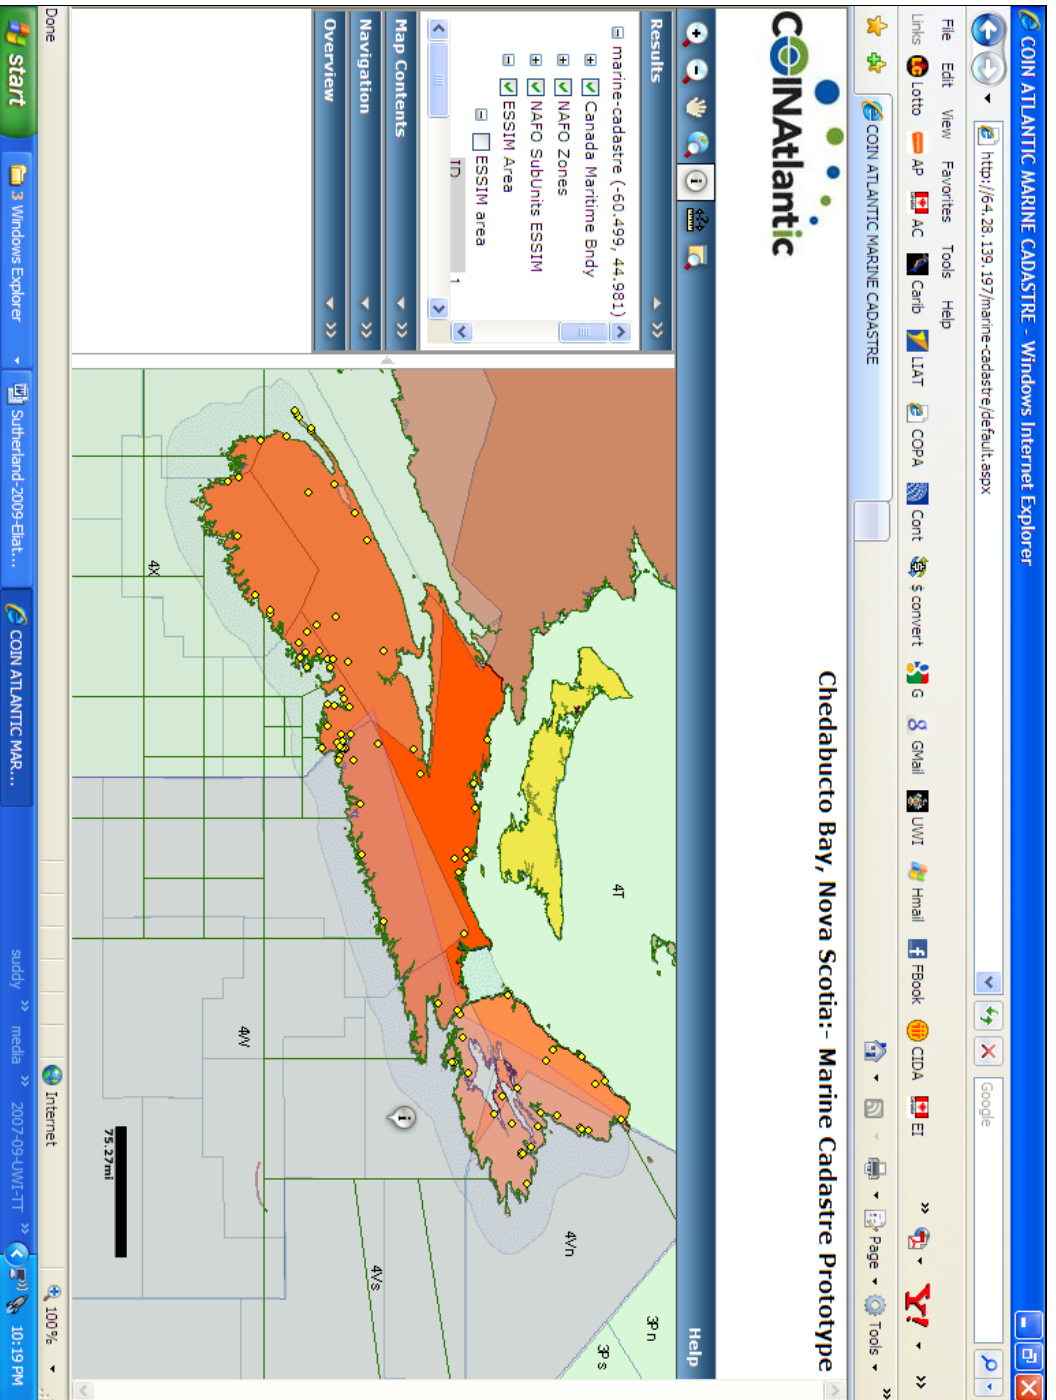 COIN ATLANTIC MARINE CADASTRE - Windows Internet Explorer
http://64.28.139.197/marine-cadastre/default.aspx
Google
File Edit View Favorites Tools Help
Links Lotto AP AC Carib LIAT COPA Cont $ convert G GMail UWI Hmail FBook CIDA EI
COIN ATLANTIC MARINE CADASTRE
Page Tools
COINAtlantic
Chedabucto Bay, Nova Scotia:- Marine Cadastre Prototype
Help
Results
marine-cadastre (-60.499, 44.981)
Canada Maritime Bndy
NAFO Zones
NAFO SubUnits ESSIM
ESSIM Area
ESSIM area
ID 1
Map Contents
Navigation
Overview
4T
3Pn
3Ps
4Vn
4Vs
4X
4W
75.27mi
Done
Internet
100%
start
3 Windows Explorer
Sutherland-2009-Eliat...
COIN ATLANTIC MAR...
suddy
media
2007-09-UWI-TT
10:19 PM